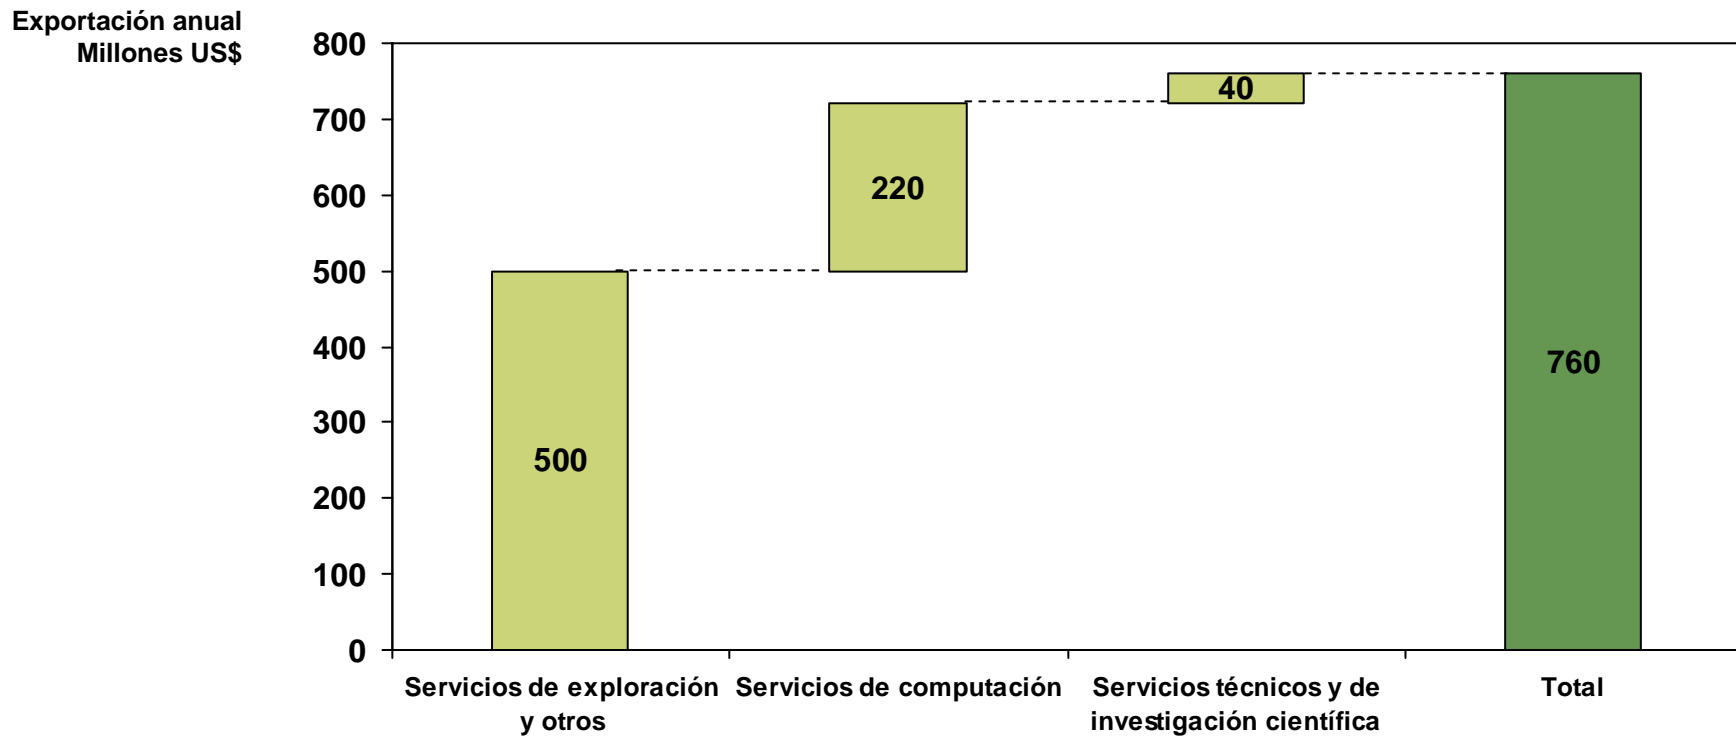 Exportación anual
Millones US$
800
700
600
500
400
300
200
100
0
500
220
40
760
Servicios de exploración
y otros
Servicios de computación
Servicios técnicos y de
investigación científica
Total